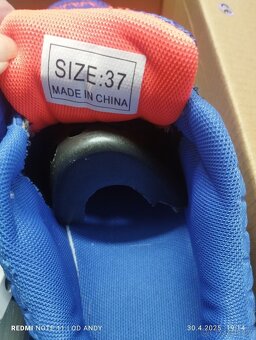 SIZE:37
MADE IN CHINA
REDMI NOTE 11 | OD ANDY
30.4.2025 19:14